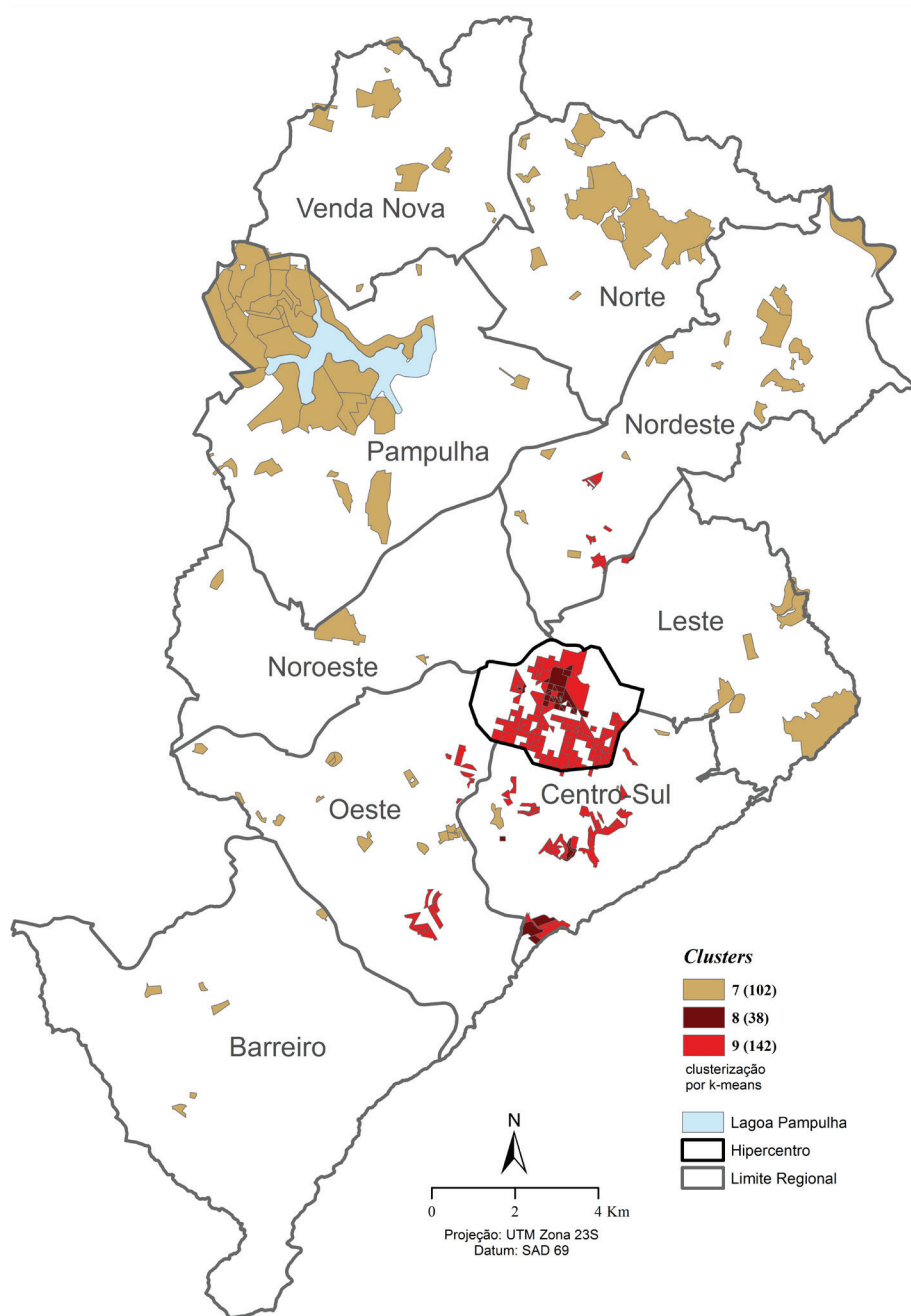 Venda Nova
Norte
Nordeste
Pampulha
Leste
Noroeste
Centro-Sul
Oeste
Barreiro
Clusters
7 (102)
8 (38)
9 (142)
clusterização
por k-means
Lagoa Pampulha
Hipercentro
Limite Regional
N
0 2 4 Km
Projeção: UTM Zona 23S
Datum: SAD 69